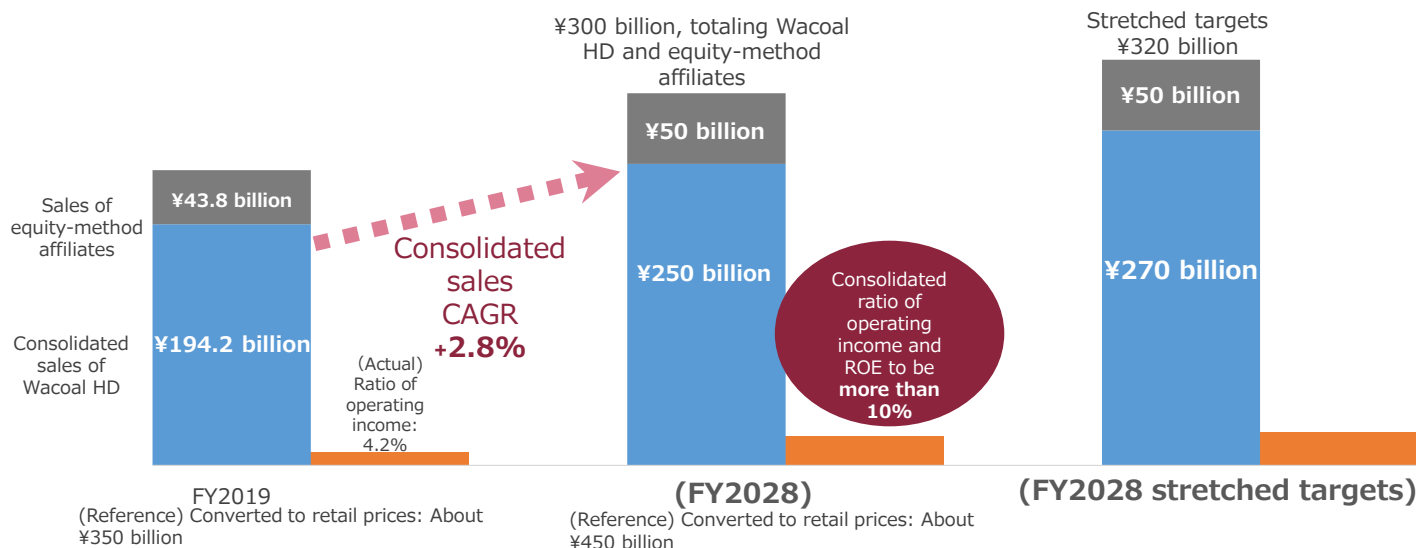 Sales of
equity-method
affiliates
Consolidated
sales of
Wacoal HD
¥43.8 billion
¥194.2 billion
(Actual)
Ratio of
operating
income:
4.2%
FY2019
(Reference) Converted to retail prices: About
¥350 billion
Consolidated
sales
CAGR
+2.8%
¥300 billion, totaling Wacoal
HD and equity-method
affiliates
¥50 billion
¥250 billion
Consolidated
ratio of
operating
income and
ROE to be
more than
10%
(FY2028)
(Reference) Converted to retail prices: About
¥450 billion
Stretched targets
¥320 billion
¥50 billion
¥270 billion
(FY2028 stretched targets)